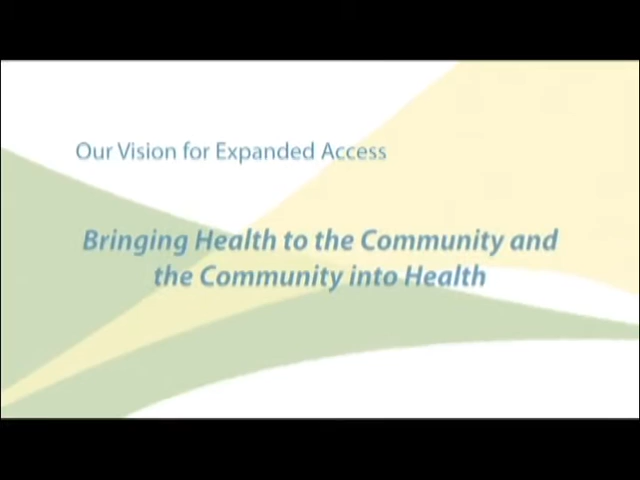 Our Vision for Expanded Access
Bringing Health to the Community and
the Community into Health